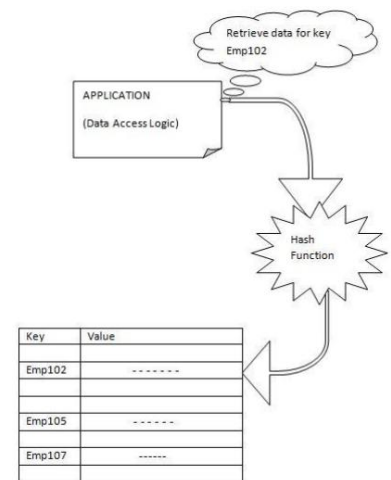 Retrieve data for key
Emp102
APPLICATION
(Data Access Logic)
Hash
Function
Key Value
Emp102 - - - - - - -
Emp105 - - - - - -
Emp107 ------